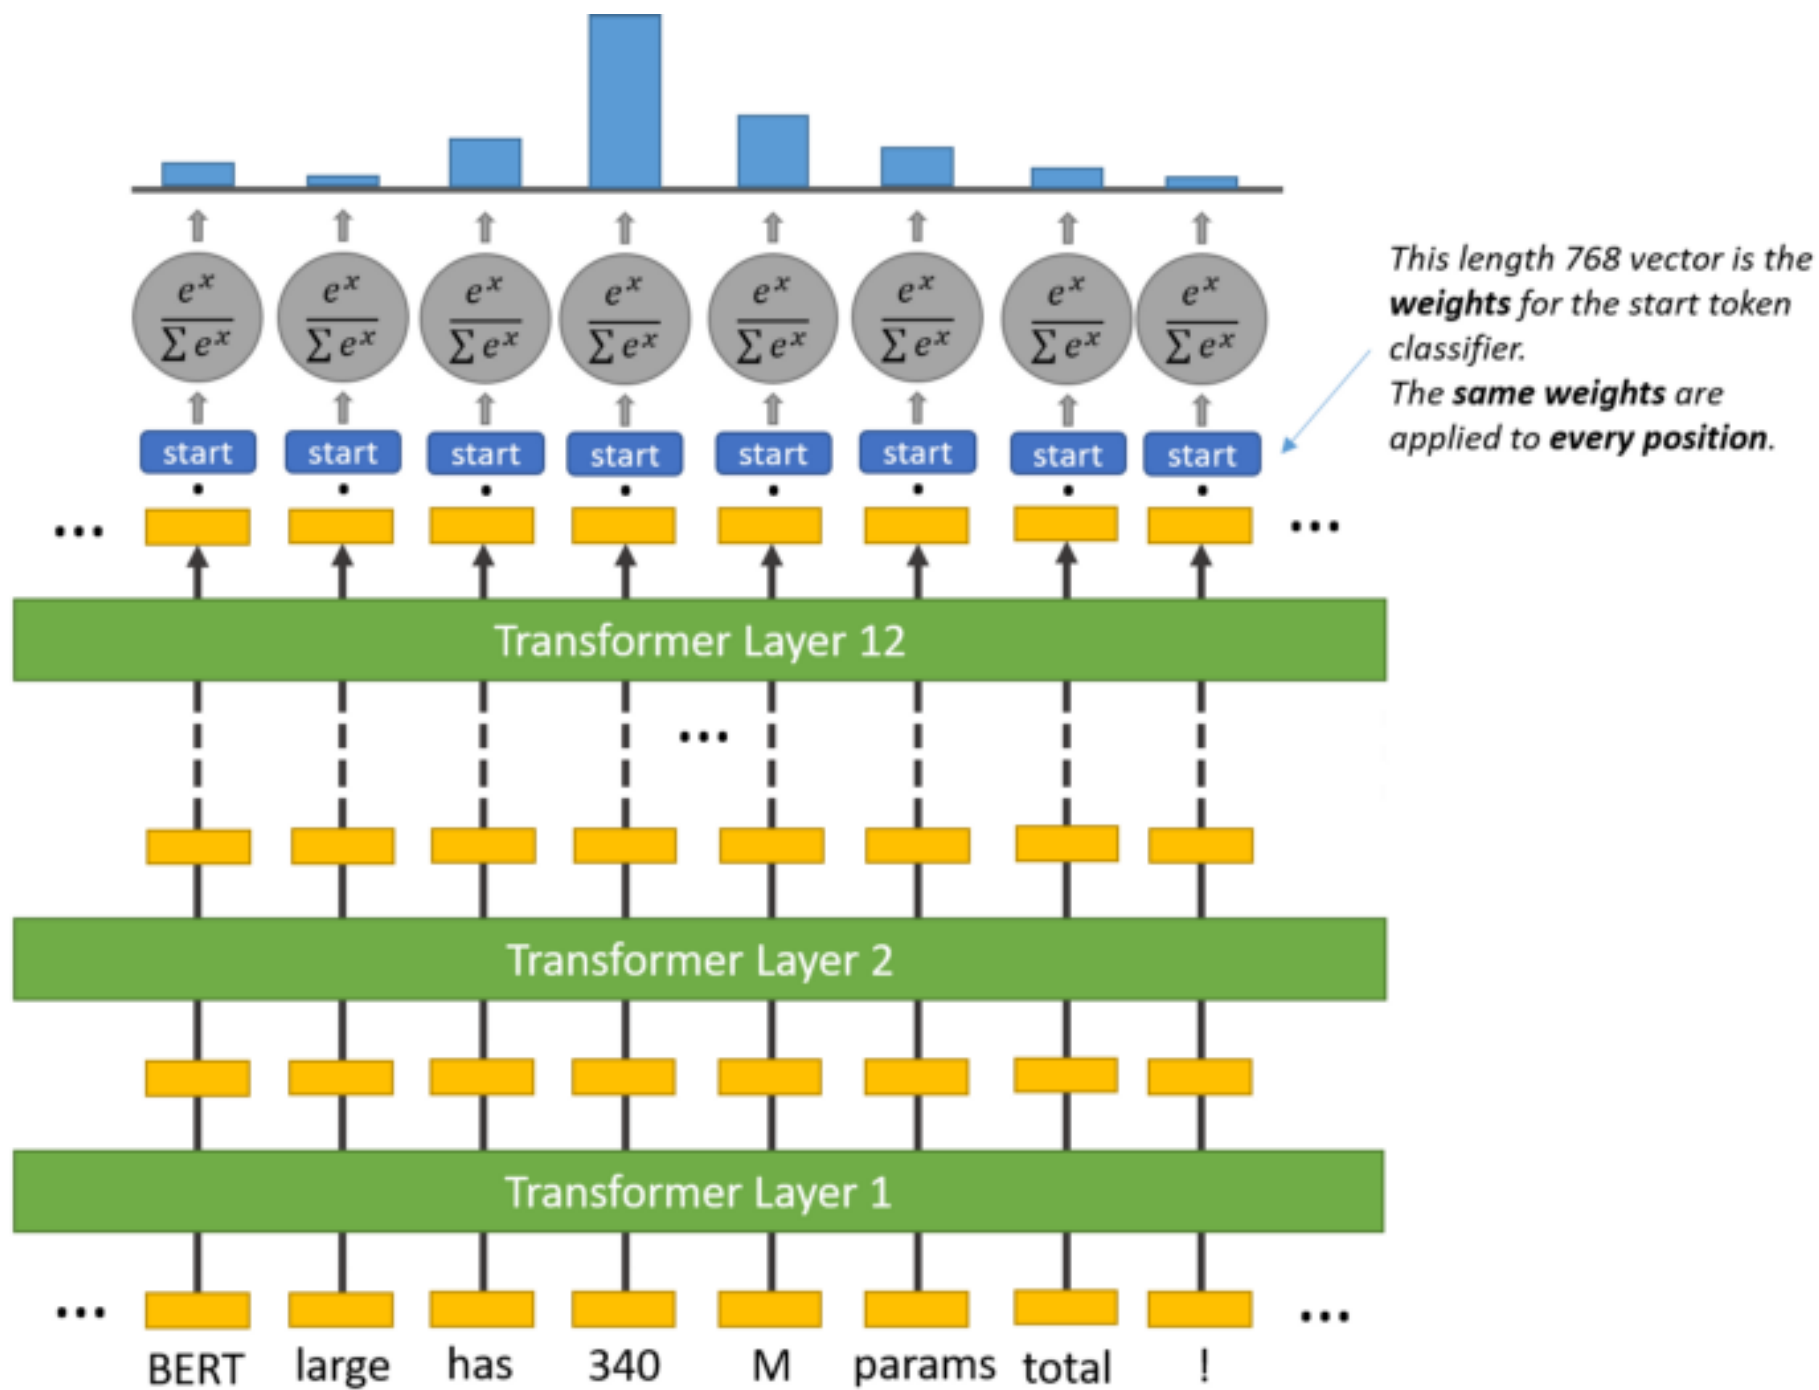 e^x / ∑ e^x e^x / ∑ e^x e^x / ∑ e^x e^x / ∑ e^x e^x / ∑ e^x e^x / ∑ e^x e^x / ∑ e^x e^x / ∑ e^x
This length 768 vector is the
weights for the start token
classifier.
The same weights are
applied to every position.
start start start start start start start start
... ...
Transformer Layer 12
...
Transformer Layer 2
Transformer Layer 1
... ...
BERT large has 340 M params total !